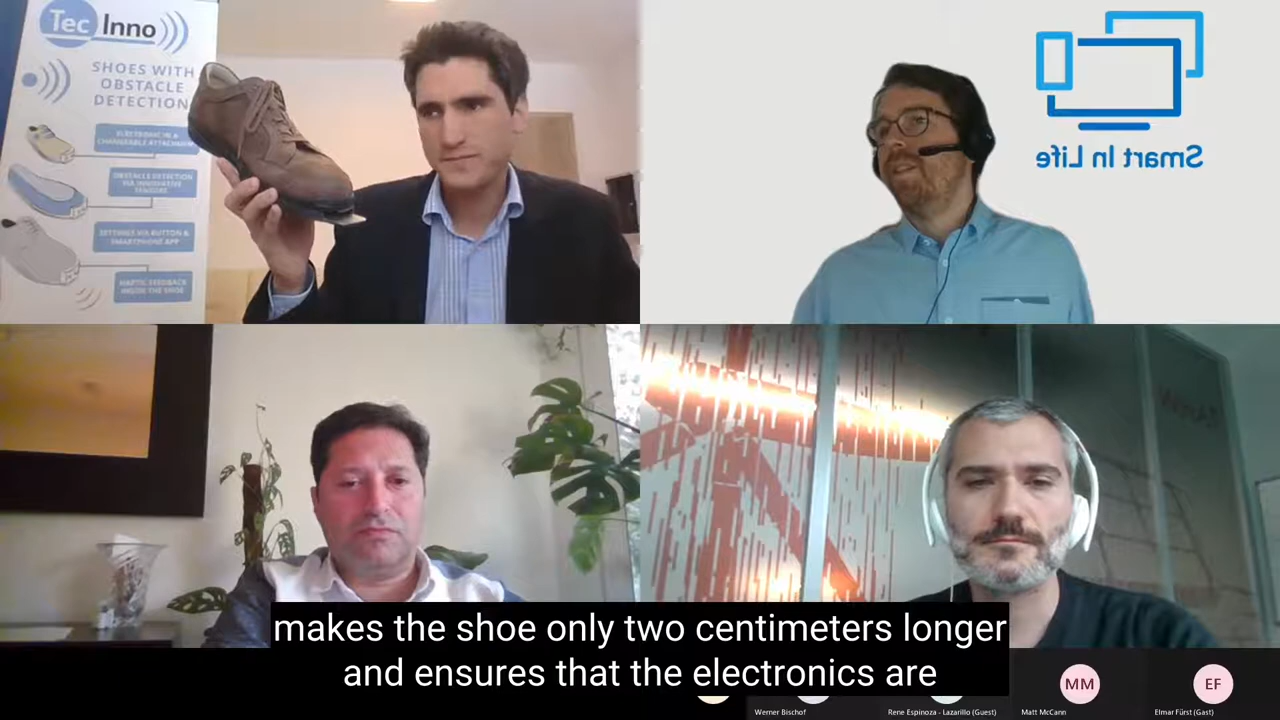 Tec Inno
SHOES WITH
OBSTACLE
DETECTION
ELECTRONICS &
CHANGEABLE ATTACHMENT
OBSTACLE DETECTION
VIA INNOVATIVE
SENSORS
SETTINGS VIA BUTTON &
SMARTPHONE APP
HAPTIC FEEDBACK
INSIDE THE SHOE
Smart In Life
makes the shoe only two centimeters longer
and ensures that the electronics are
MM
EF
Werner Bischof
Rene Espinoza - Lazarillo (Guest)
Matt McCann
Elmar Fürst (Gast)